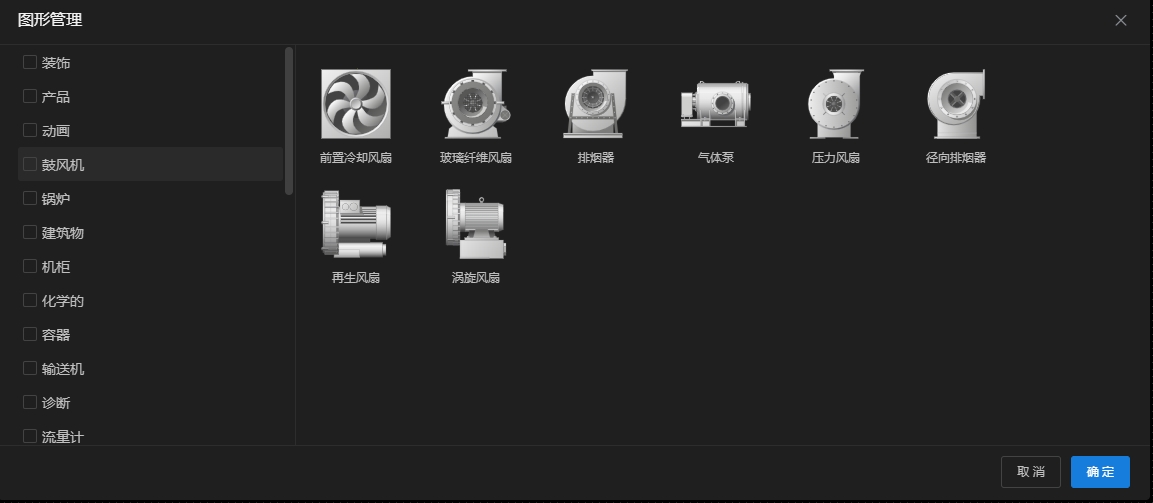 图形管理
装饰
产品
动画
鼓风机
锅炉
建筑物
机柜
化学的
容器
输送机
诊断
流量计
前置冷却风扇
玻璃纤维风扇
排烟器
气体泵
压力风扇
径向排烟器
再生风扇
涡旋风扇
取消
确定